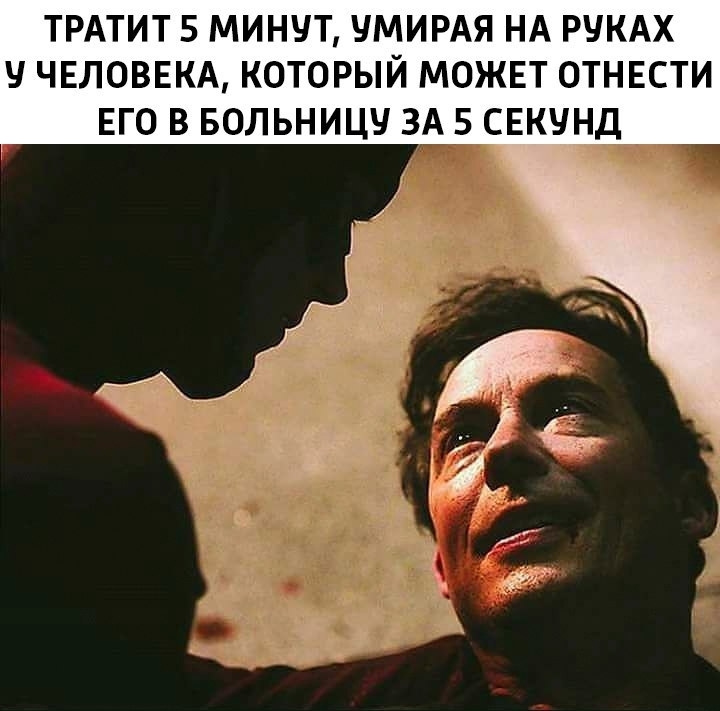 ТРАТИТ 5 МИНУТ, УМИРАЯ НА РУКАХ
У ЧЕЛОВЕКА, КОТОРЫЙ МОЖЕТ ОТНЕСТИ
ЕГО В БОЛЬНИЦУ ЗА 5 СЕКУНД